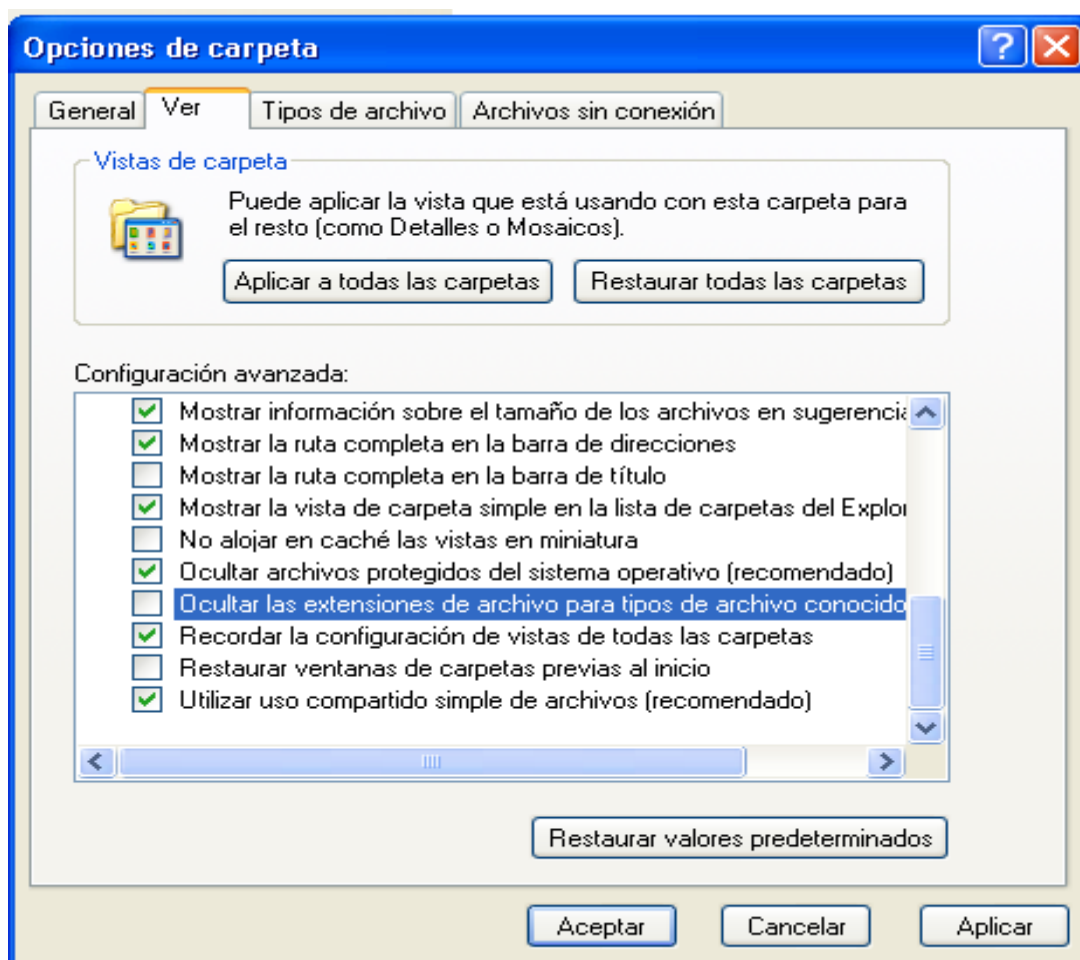 Opciones de carpeta
General
Ver
Tipos de archivo
Archivos sin conexión
Vistas de carpeta
Puede aplicar la vista que está usando con esta carpeta para
el resto (como Detalles o Mosaicos).
Aplicar a todas las carpetas
Restaurar todas las carpetas
Configuración avanzada:
Mostrar información sobre el tamaño de los archivos en sugerencia
Mostrar la ruta completa en la barra de direcciones
Mostrar la ruta completa en la barra de título
Mostrar la vista de carpeta simple en la lista de carpetas del Explor
No alojar en caché las vistas en miniatura
Ocultar archivos protegidos del sistema operativo (recomendado)
Ocultar las extensiones de archivo para tipos de archivo conocido
Recordar la configuración de vistas de todas las carpetas
Restaurar ventanas de carpetas previas al inicio
Utilizar uso compartido simple de archivos (recomendado)
Restaurar valores predeterminados
Aceptar
Cancelar
Aplicar